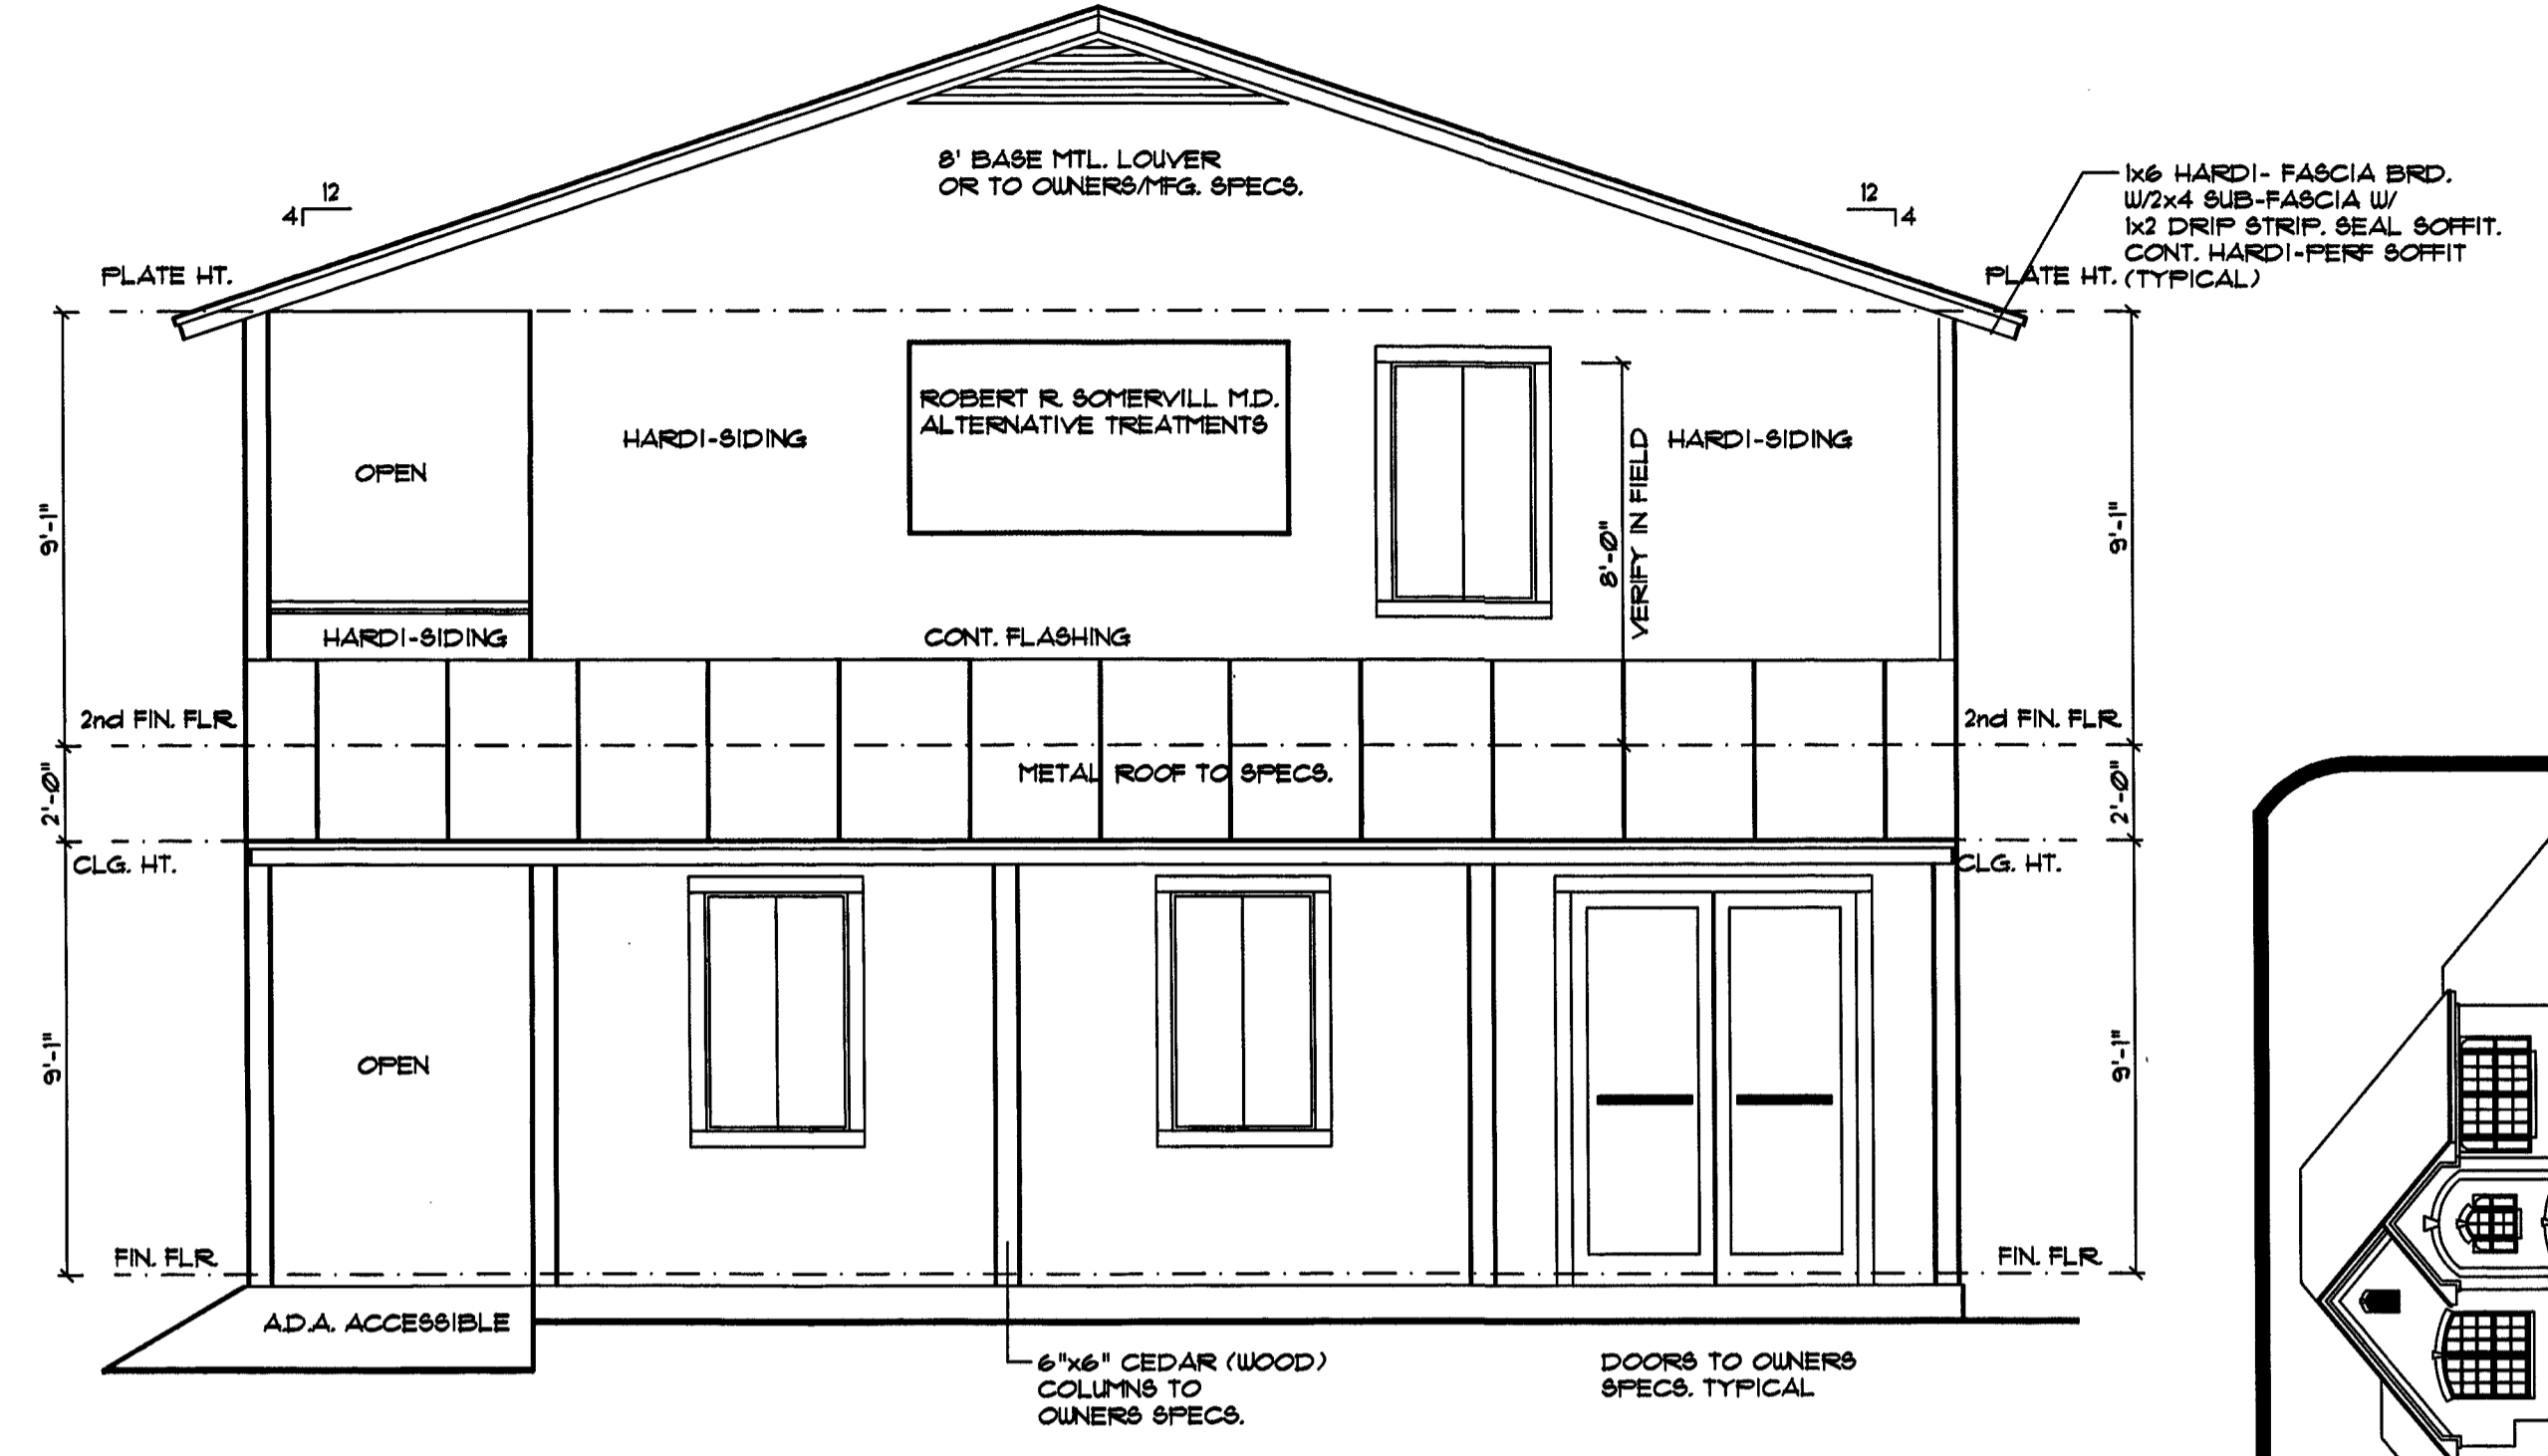 8' BASE MTL. LOUVER
OR TO OWNERS/MFG. SPECS.
12
4
12
4
1x6 HARDI- FASCIA BRD.
W/2x4 SUB-FASCIA W/
1x2 DRIP STRIP. SEAL SOFFIT.
CONT. HARDI-PERF SOFFIT
(TYPICAL)
PLATE HT.
PLATE HT.
ROBERT R. SOMERVILL M.D.
ALTERNATIVE TREATMENTS
HARDI-SIDING
HARDI-SIDING
OPEN
9'-1"
8'-0"
VERIFY IN FIELD
9'-1"
HARDI-SIDING
CONT. FLASHING
2nd FIN. FLR.
2nd FIN. FLR.
METAL ROOF TO SPECS.
2'-0"
2'-0"
CLG. HT.
CLG. HT.
OPEN
9'-1"
9'-1"
FIN. FLR.
FIN. FLR.
A.D.A. ACCESSIBLE
6"x6" CEDAR (WOOD)
COLUMNS TO
OWNERS SPECS.
DOORS TO OWNERS
SPECS. TYPICAL